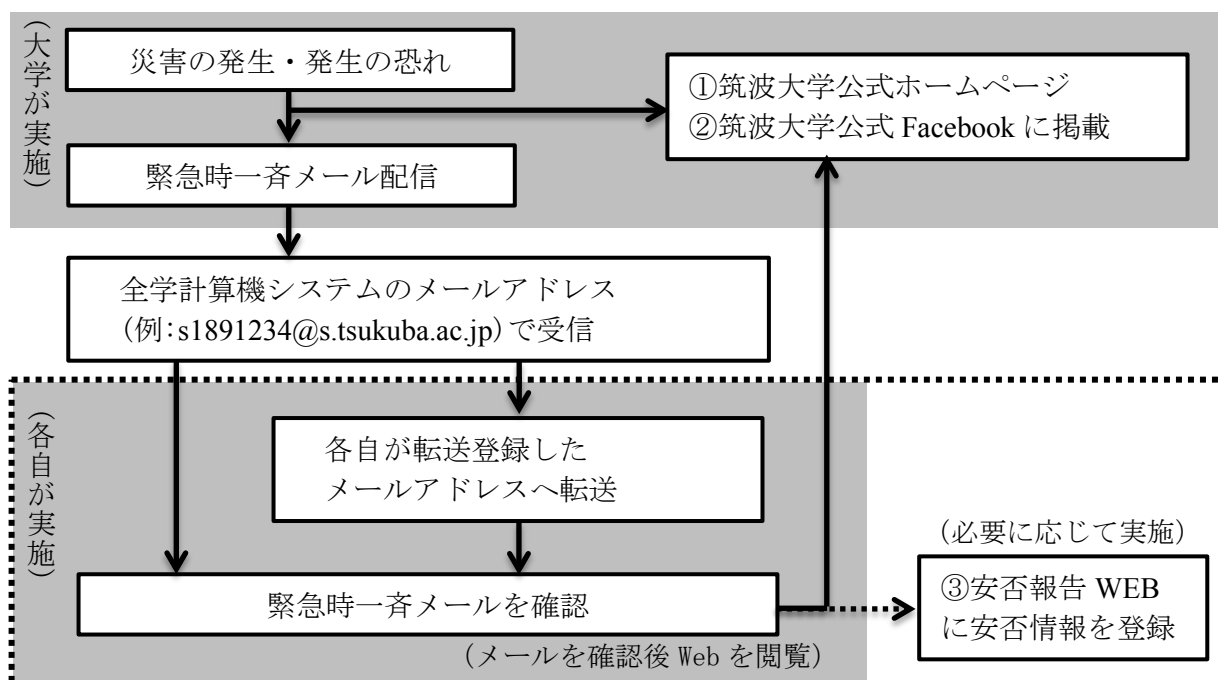 （大学が実施）
災害の発生・発生の恐れ
①筑波大学公式ホームページ
②筑波大学公式 Facebook に掲載
緊急時一斉メール配信
全学計算機システムのメールアドレス
（例：s1891234@s.tsukuba.ac.jp）で受信
（各自が実施）
各自が転送登録した
メールアドレスへ転送
（必要に応じて実施）
緊急時一斉メールを確認
③安否報告 WEB
に安否情報を登録
（メールを確認後 Web を閲覧）